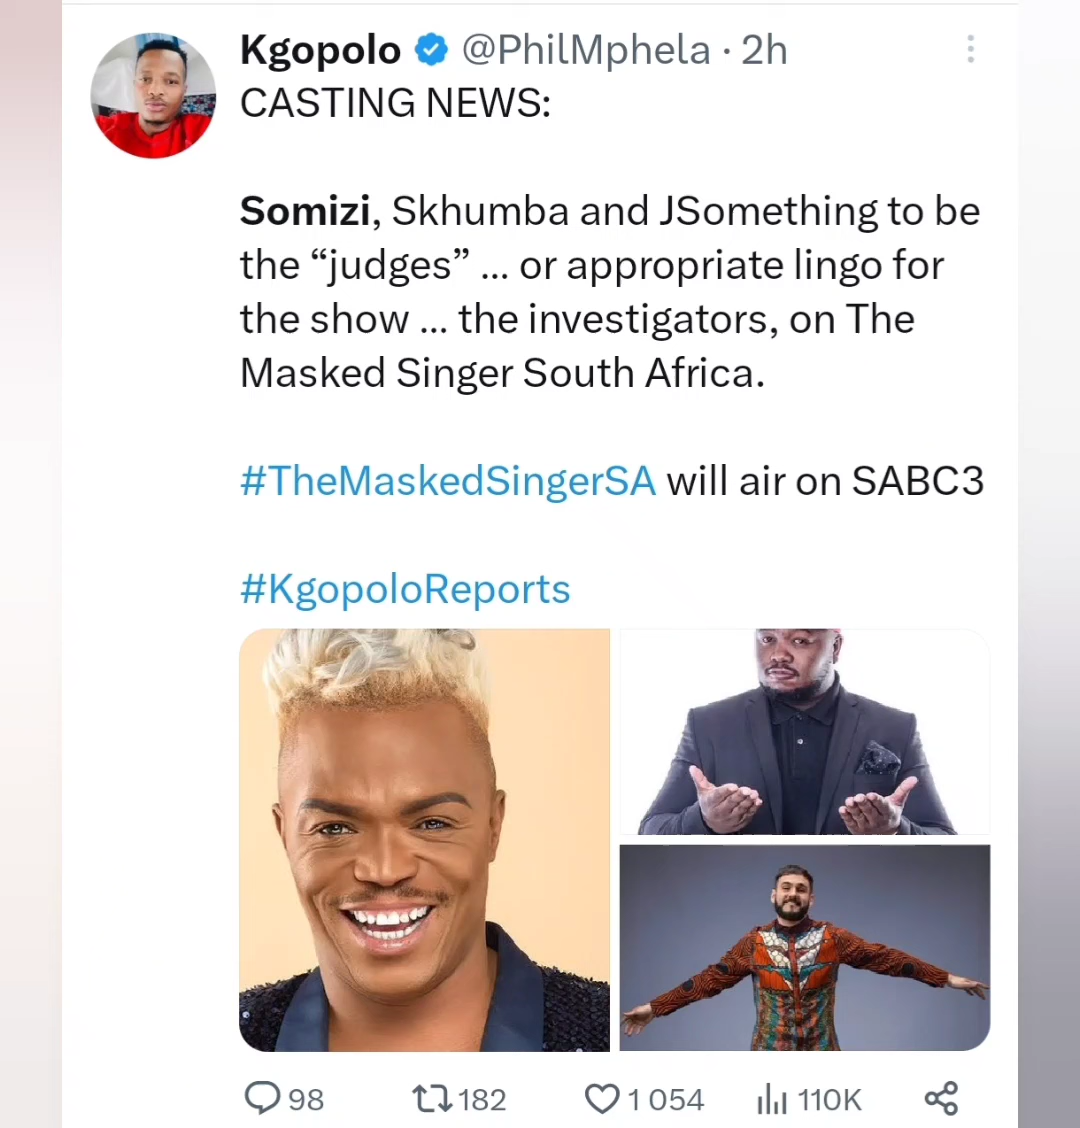 Kgopolo @PhilMphela · 2h
CASTING NEWS:
Somizi, Skhumba and JSomething to be
the “judges” ... or appropriate lingo for
the show ... the investigators, on The
Masked Singer South Africa.
#TheMaskedSingerSA will air on SABC3
#KgopoloReports
98 182 1 054 110K